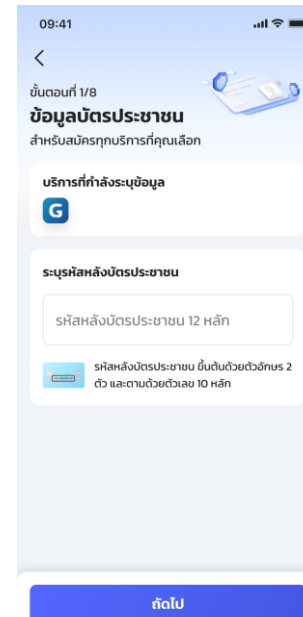 09:41
ขั้นตอนที่ 1/8
ข้อมูลบัตรประชาชน
สำหรับสมัครทุกบริการที่คุณเลือก
บริการที่กำลังระบุข้อมูล
G
ระบุรหัสหลังบัตรประชาชน
รหัสหลังบัตรประชาชน 12 หลัก
รหัสหลังบัตรประชาชน ขึ้นต้นด้วยตัวอักษร 2
ตัว และตามด้วยตัวเลข 10 หลัก
ถัดไป